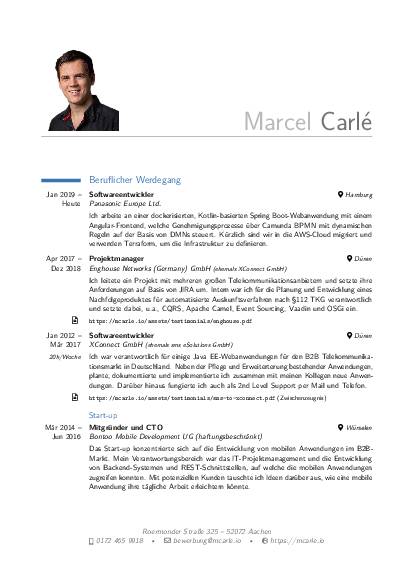 Marcel Carlé
Beruflicher Werdegang
Jan 2019 – Softwareentwickler Hamburg
Heute Panasonic Europe Ltd.
Ich arbeite an einer dockerisierten, Kotlin-basierten Spring Boot-Webanwendung mit einem
Angular-Frontend, welche Genehmigungsprozesse über Camunda BPMN mit dynamischen
Regeln auf der Basis von DMNs steuert. Kürzlich sind wir in die AWS-Cloud migriert und
verwenden Terraform, um die Infrastruktur zu definieren.
Apr 2017 – Projektmanager Düren
Dez 2018 Enghouse Networks (Germany) GmbH (ehemals XConnect GmbH)
Ich leitete ein Projekt mit mehreren großen Telekommunikationsanbietern und setzte ihre
Anforderungen auf Basis von JIRA um. Intern war ich für die Planung und Entwicklung eines
Nachfolgeproduktes für automatisierte Auskunftsverfahren nach §112 TKG verantwortlich
und setzte dabei, u.a., CQRS, Apache Camel, Event Sourcing, Vaadin und OSGi ein.
https://mcarle.io/assets/testimonials/enghouse.pdf
Jan 2012 – Softwareentwickler Düren
Mär 2017 XConnect GmbH (ehemals sms eSolutions GmbH)
20h/Woche Ich war verantwortlich für einige Java EE-Webanwendungen für den B2B Telekommunika-
tionsmarkt in Deutschland. Neben der Pflege und Erweiterung bestehender Anwendungen,
plante, dokumentierte und implementierte ich zusammen mit meinen Kollegen neue Anwen-
dungen. Darüber hinaus fungierte ich auch als 2nd Level Support per Mail und Telefon.
https://mcarle.io/assets/testimonials/sms-to-xconnect.pdf (Zwischenzeugnis)
Start-up
Mär 2014 – Mitgründer und CTO Würselen
Jun 2016 Bontoo Mobile Development UG (haftungsbeschränkt)
Das Start-up konzentrierte sich auf die Entwicklung von mobilen Anwendungen im B2B-
Markt. Mein Verantwortungsbereich war das IT-Projektmanagement und die Entwicklung
von Backend-Systemen und REST-Schnittstellen, auf welche die mobilen Anwendungen
zugreifen konnten. Mit potenziellen Kunden tauschte ich Ideen darüber aus, wie eine mobile
Anwendung ihre tägliche Arbeit erleichtern könnte.
Roermonder Straße 325 – 52072 Aachen
0172 465 9918 • bewerbung@mcarle.io • https://mcarle.io